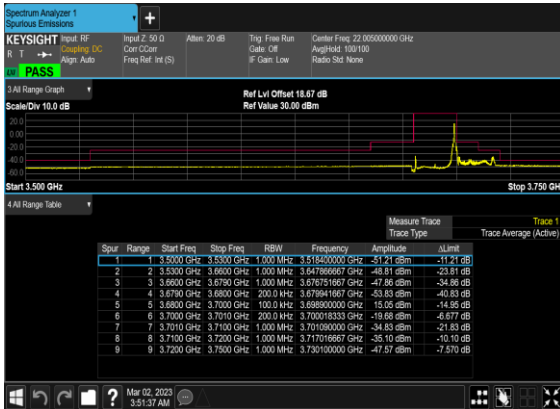 Spectrum Analyzer 1
Spurious Emissions
+
KEYSIGHT Input: RF Input Z: 50 Ω Atten: 20 dB Trig: Free Run Center Freq: 22.005000000 GHz
R T Coupling: DC Corr CCorr Gate: Off Avg|Hold: 100/100
Align: Auto Freq Ref: Int (S) IF Gain: Low Radio Std: None
PASS
3 All Range Graph
Ref Lvl Offset 18.67 dB
Scale/Div 10.0 dB Ref Value 30.00 dBm
20.0
0.00
-20.0
-40.0
Start 3.500 GHz Stop 3.750 GHz
4 All Range Table
Measure Trace Trace 1
Trace Type Trace Average (Active)
Spur Range Start Freq Stop Freq RBW Frequency Amplitude ΔLimit
1 1 3.5000 GHz 3.5300 GHz 1.000 MHz 3.518400000 GHz -51.21 dBm -11.21 dB
2 2 3.5300 GHz 3.6600 GHz 1.000 MHz 3.647866667 GHz -48.81 dBm -23.81 dB
3 3 3.6600 GHz 3.6790 GHz 1.000 MHz 3.676751667 GHz -47.86 dBm -34.86 dB
4 4 3.6790 GHz 3.6800 GHz 200.0 kHz 3.679941667 GHz -53.83 dBm -40.83 dB
5 5 3.6800 GHz 3.7000 GHz 100.0 kHz 3.698900000 GHz 15.05 dBm -14.95 dB
6 6 3.7000 GHz 3.7010 GHz 200.0 kHz 3.700018333 GHz -19.68 dBm -6.677 dB
7 7 3.7010 GHz 3.7100 GHz 1.000 MHz 3.701090000 GHz -34.83 dBm -21.83 dB
8 8 3.7100 GHz 3.7200 GHz 1.000 MHz 3.717016667 GHz -35.10 dBm -10.10 dB
9 9 3.7200 GHz 3.7500 GHz 1.000 MHz 3.730100000 GHz -47.57 dBm -7.570 dB
? Mar 02, 2023
3:51:37 AM